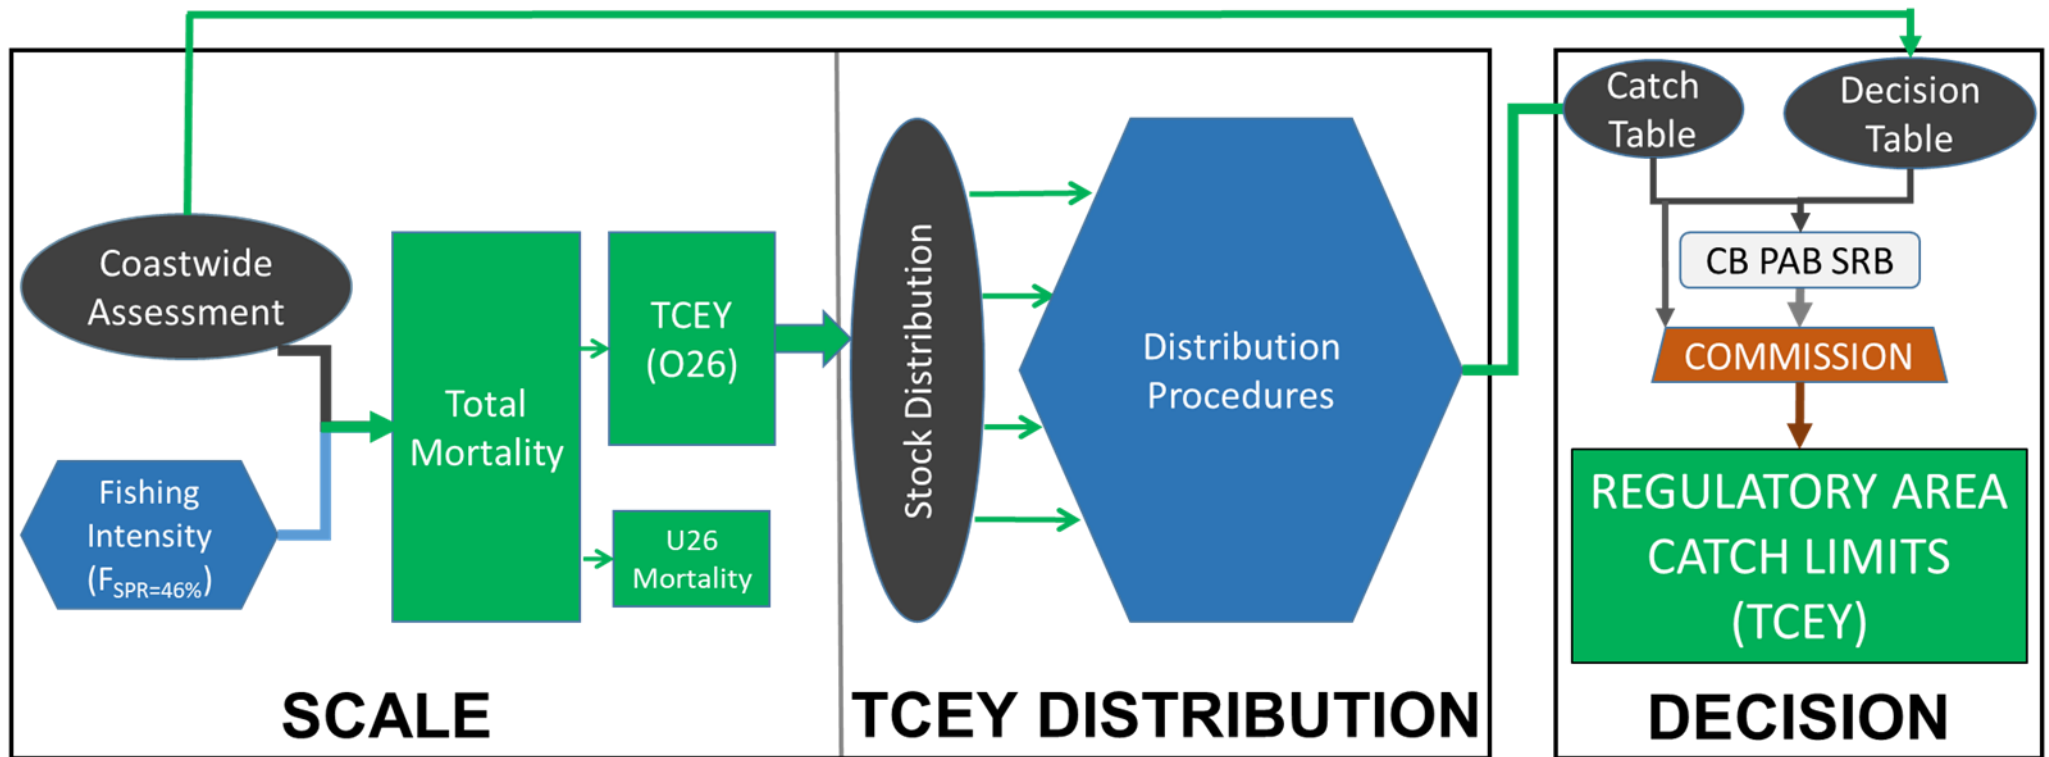 Coastwide
Assessment
Fishing
Intensity
(FSPR=46%)
Total
Mortality
TCEY
(O26)
U26
Mortality
SCALE
Stock Distribution
Distribution
Procedures
TCEY DISTRIBUTION
Catch
Table
Decision
Table
CB PAB SRB
COMMISSION
REGULATORY AREA
CATCH LIMITS
(TCEY)
DECISION